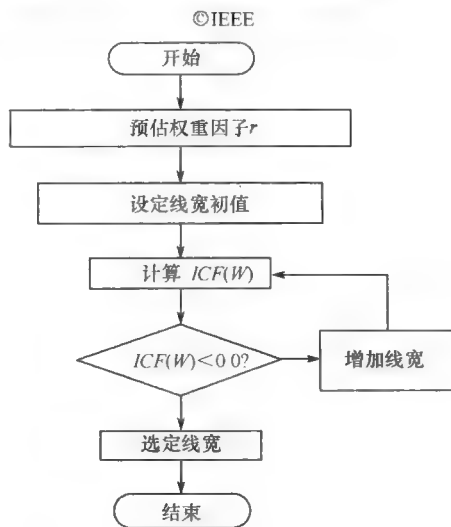 ©IEEE
开始
预估权重因子r
设定线宽初值
计算 ICF(W)
ICF(W)<0 0?
增加线宽
选定线宽
结束